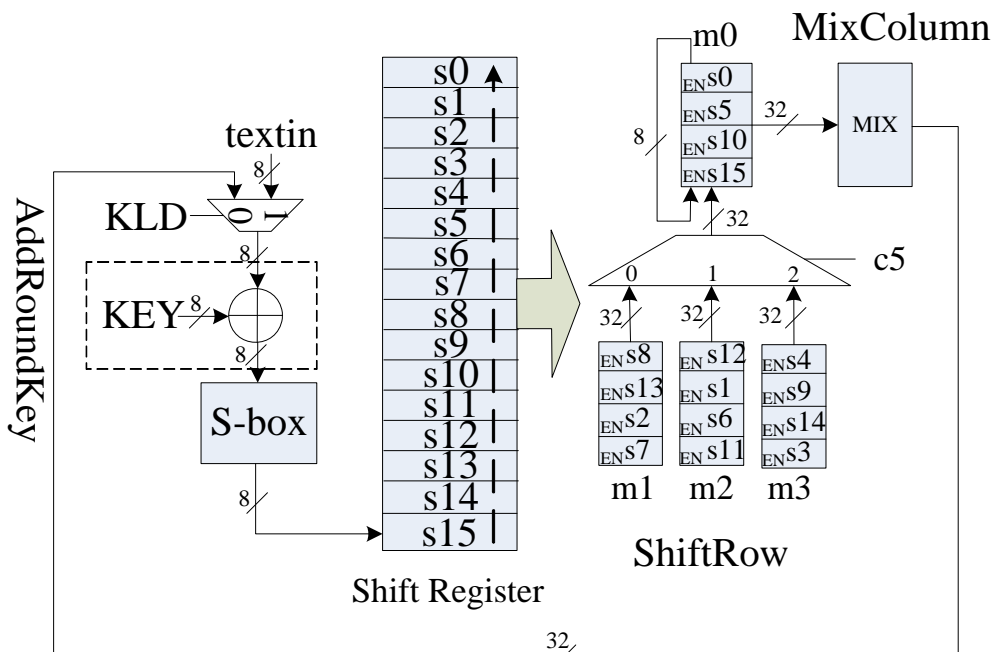 MixColumn
m0
EN s0
EN s5
EN s10
EN s15
8
32
MIX
32
c5
0
1
2
32
32
32
EN s8
EN s13
EN s2
EN s7
m1
EN s12
EN s1
EN s6
EN s11
m2
EN s4
EN s9
EN s14
EN s3
m3
ShiftRow
s0
s1
s2
s3
s4
s5
s6
s7
s8
s9
s10
s11
s12
s13
s14
s15
Shift Register
textin
8
KLD
0
1
8
KEY
8
8
S-box
8
AddRoundKey
32